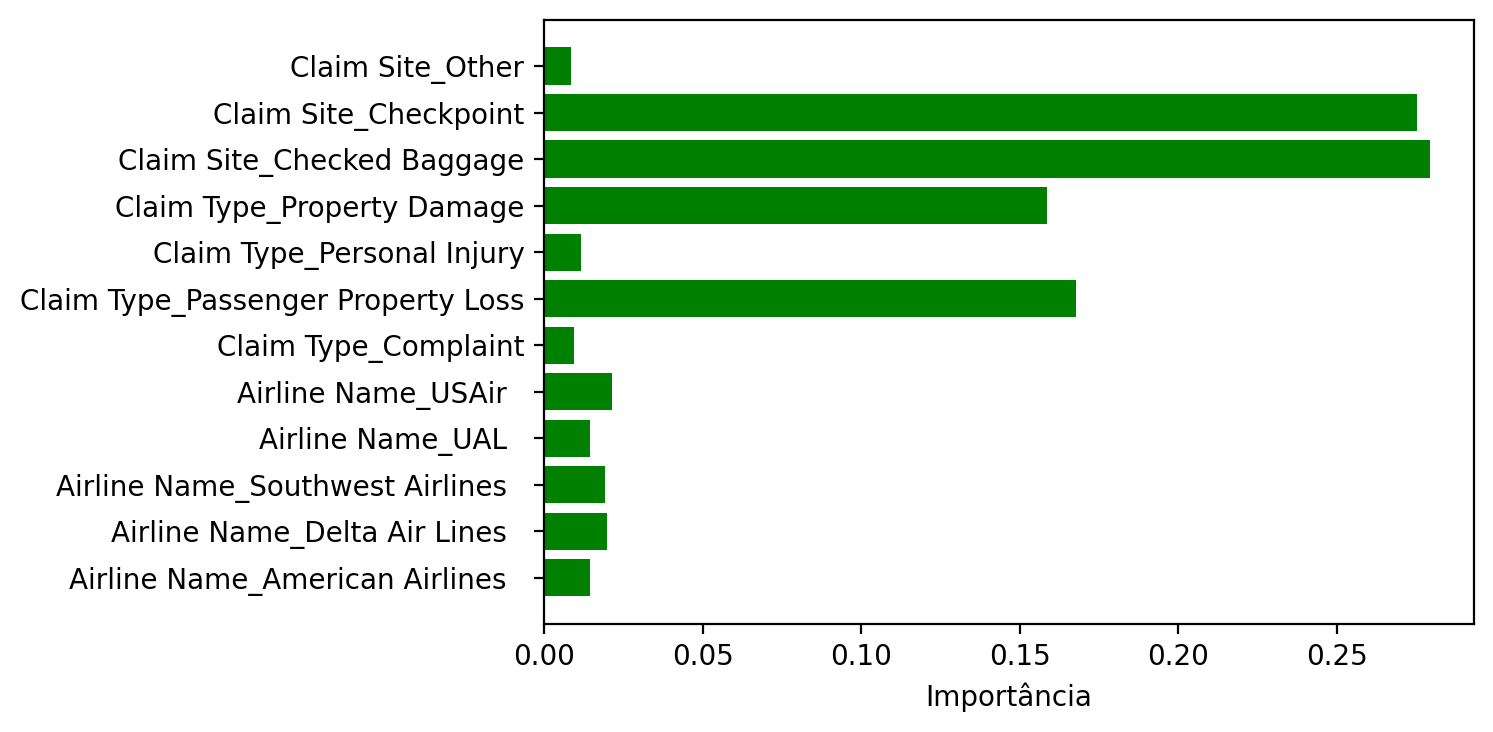 Claim Site_Other
Claim Site_Checkpoint
Claim Site_Checked Baggage
Claim Type_Property Damage
Claim Type_Personal Injury
Claim Type_Passenger Property Loss
Claim Type_Complaint
Airline Name_USAir
Airline Name_UAL
Airline Name_Southwest Airlines
Airline Name_Delta Air Lines
Airline Name_American Airlines
0.00 0.05 0.10 0.15 0.20 0.25
Importância